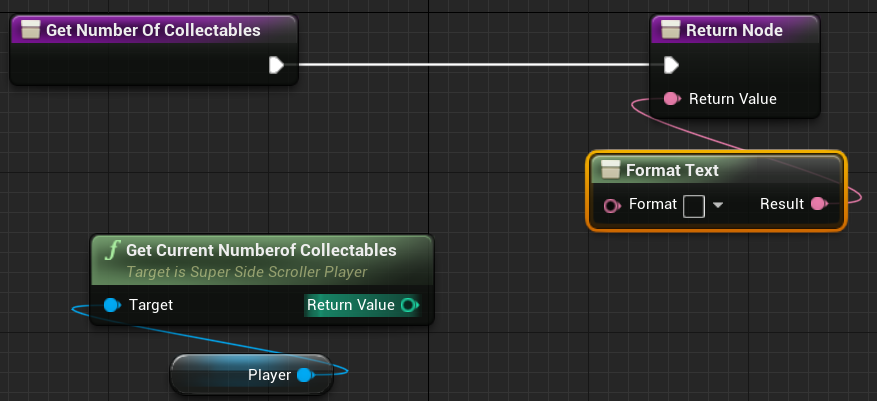 Get Number Of Collectables
Return Node
Return Value
Format Text
Format
Result
f Get Current Numberof Collectables
Target is Super Side Scroller Player
Target
Return Value
Player